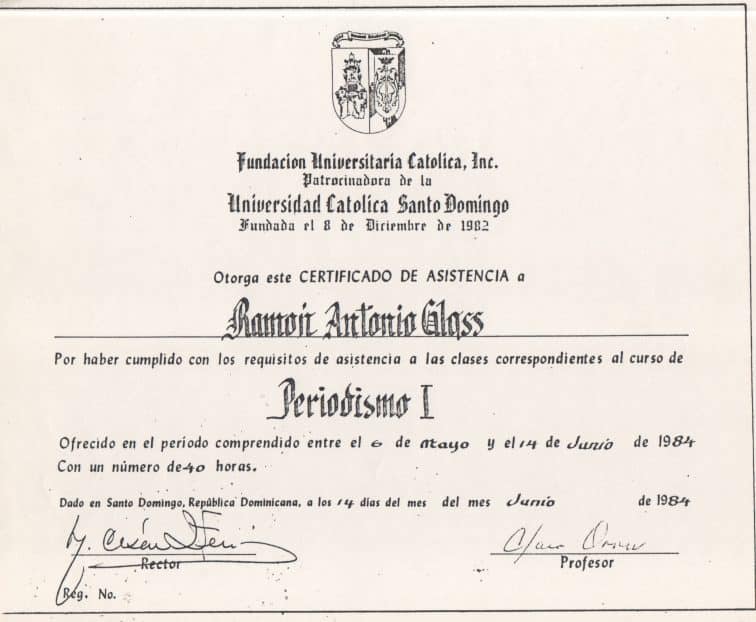 Fundacion Universitaria Catolica, Inc.
Patrocinadora de la
Universidad Catolica Santo Domingo
Fundada el 8 de Diciembre de 1982
Otorga este CERTIFICADO DE ASISTENCIA a
Ramon Antonio Glass
Por haber cumplido con los requisitos de asistencia a las clases correspondientes al curso de
Periodismo I
Ofrecido en el período comprendido entre el 6 de Mayo y el 14 de Junio de 1984
Con un número de 40 horas.
Dado en Santo Domingo, República Dominicana, a los 14 días del mes del mes Junio de 1984
Rector
Profesor
Reg. No.